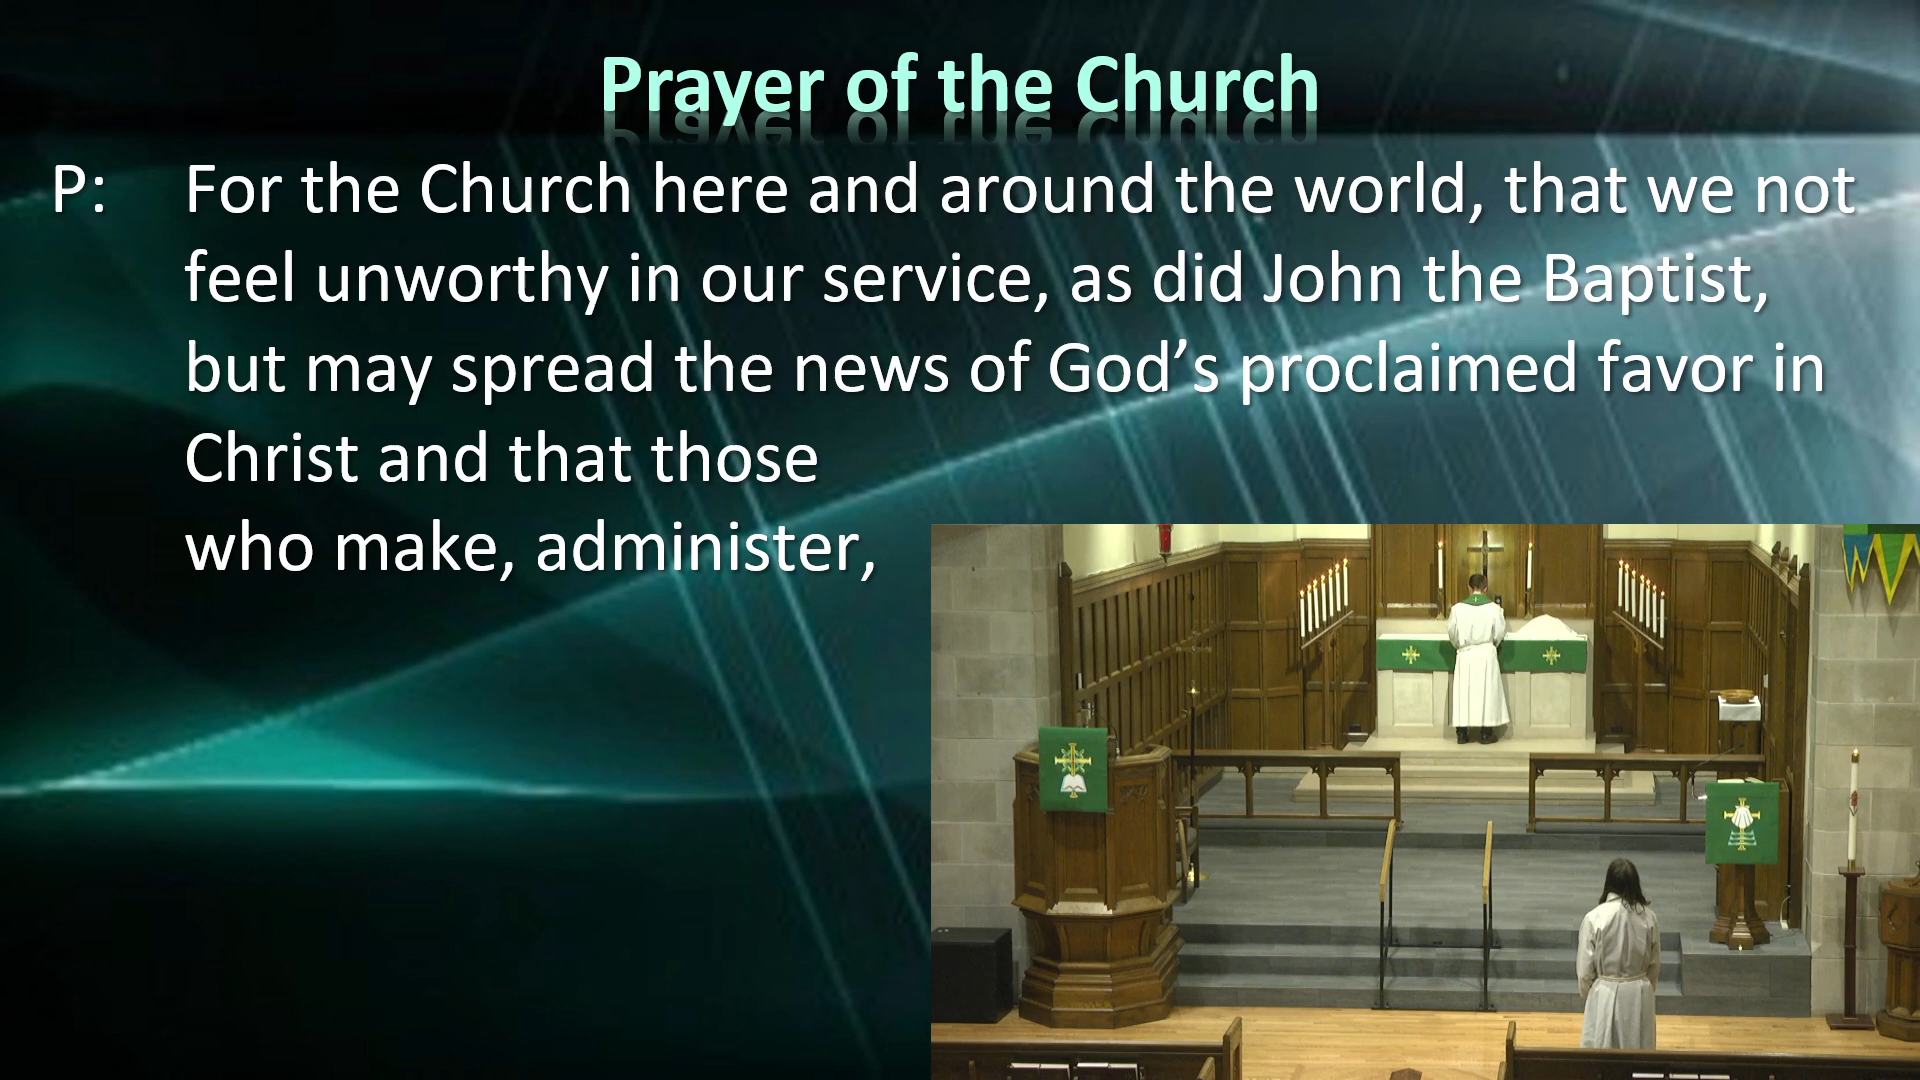 Prayer of the Church
P: For the Church here and around the world, that we not
feel unworthy in our service, as did John the Baptist,
but may spread the news of God’s proclaimed favor in
Christ and that those
who make, administer,